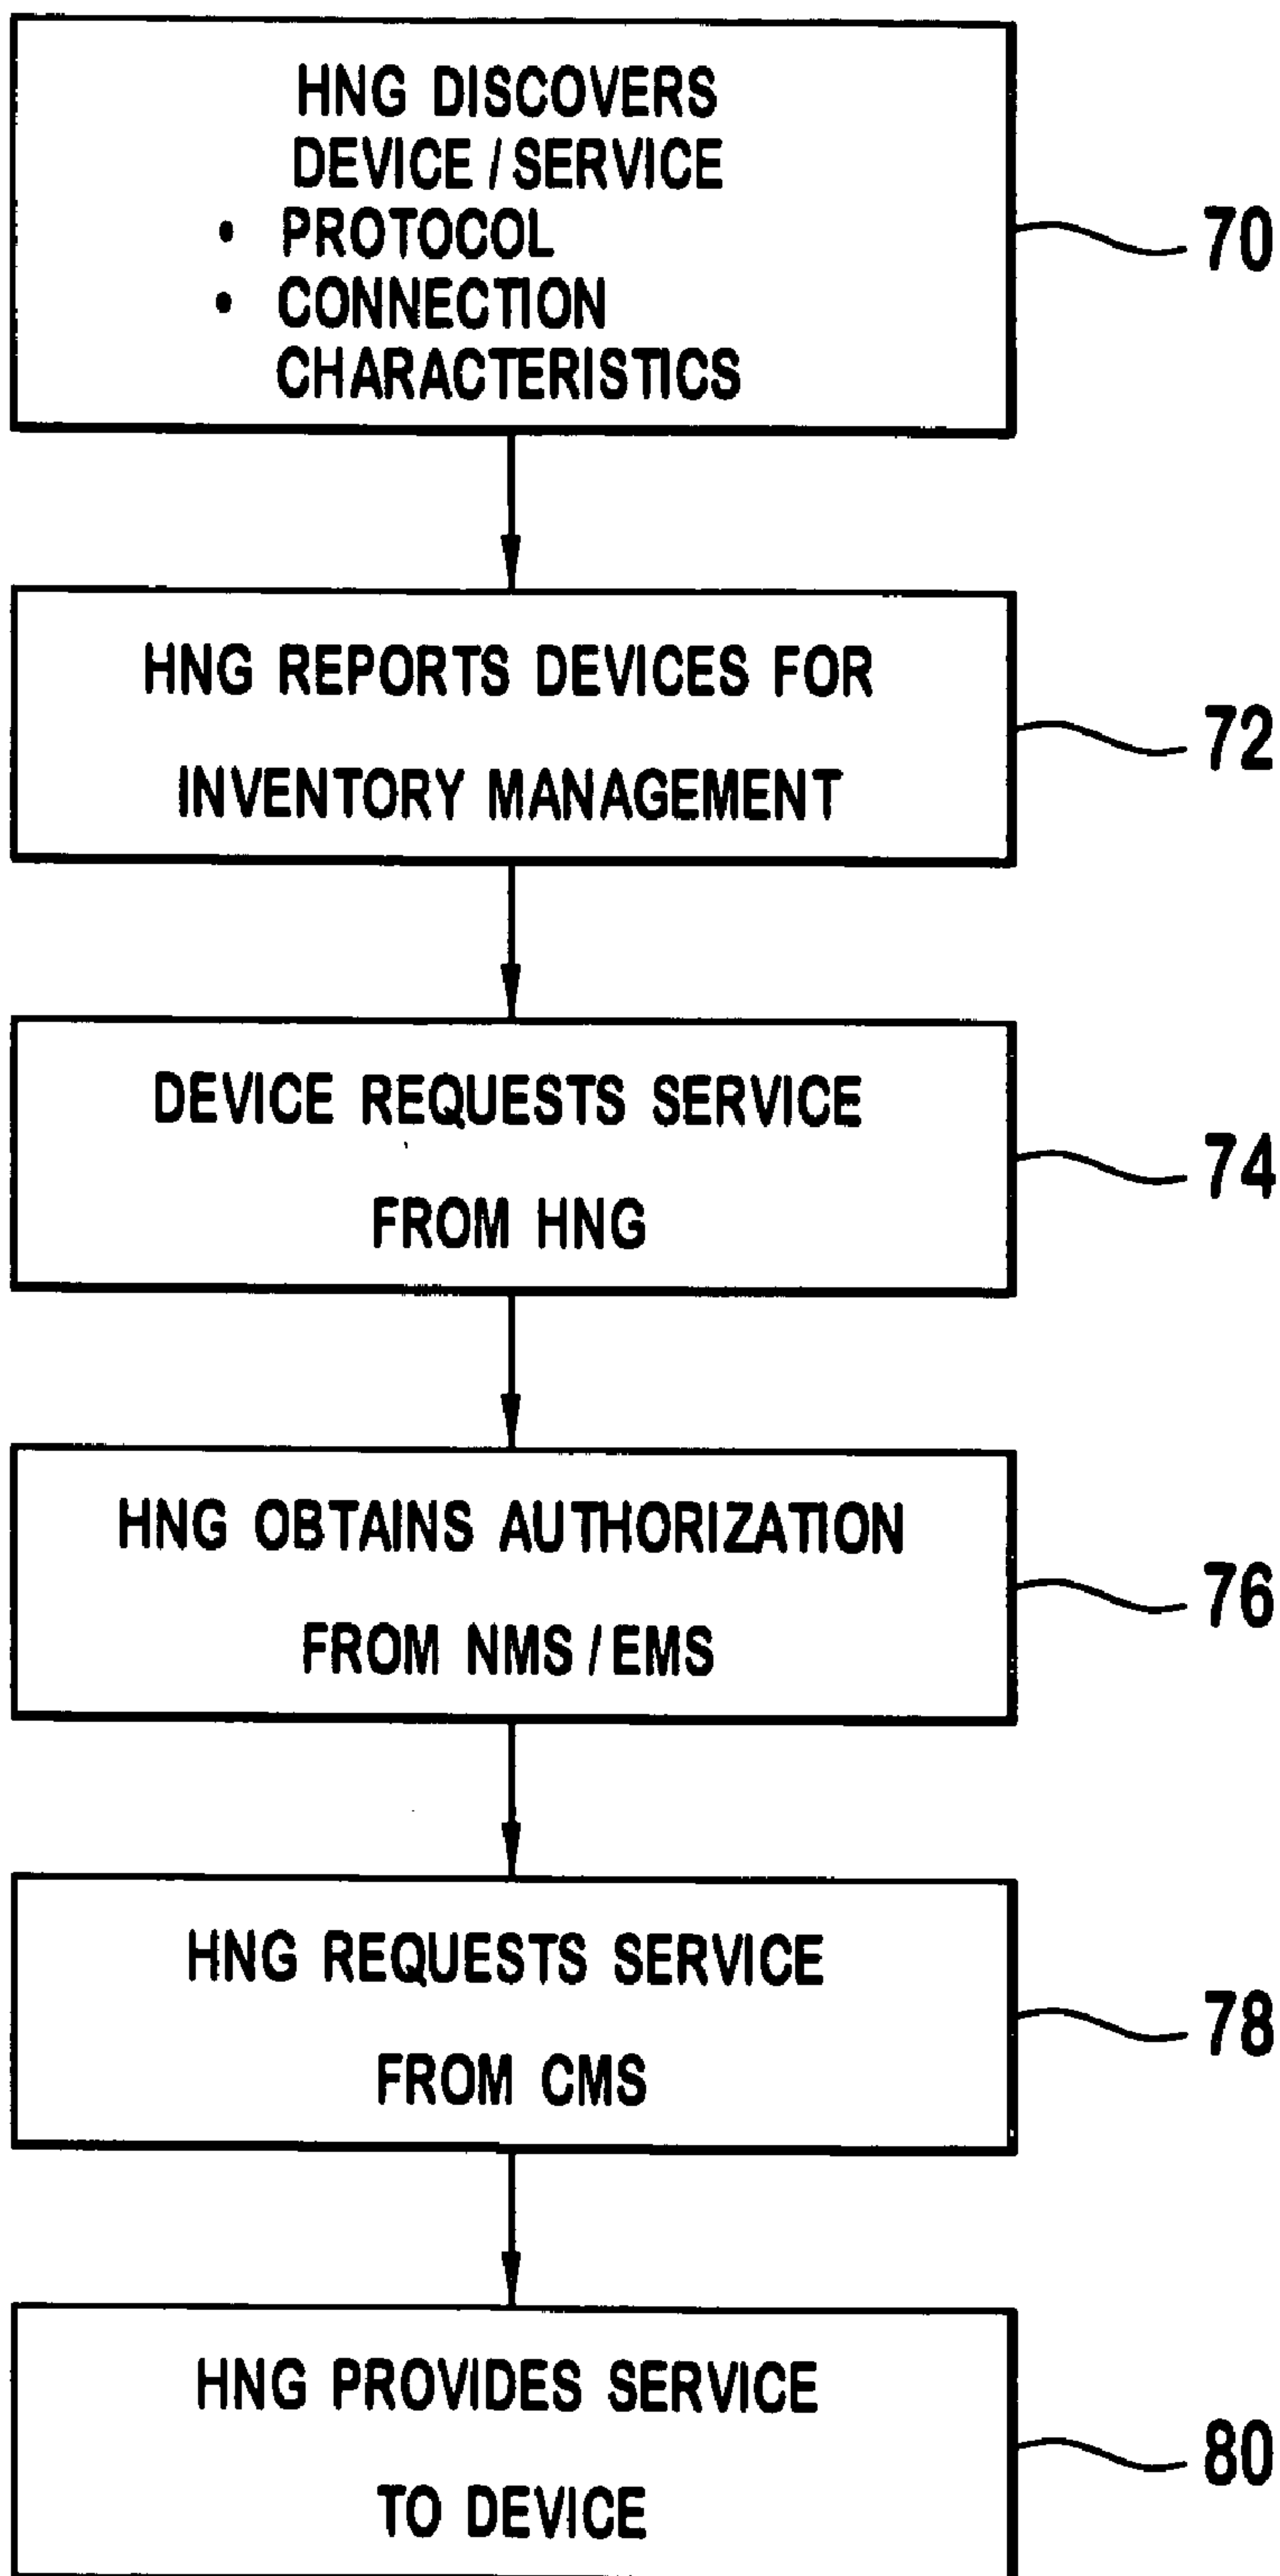 HNG DISCOVERS
DEVICE / SERVICE
• PROTOCOL
• CONNECTION
CHARACTERISTICS
70
HNG REPORTS DEVICES FOR
INVENTORY MANAGEMENT
72
DEVICE REQUESTS SERVICE
FROM HNG
74
HNG OBTAINS AUTHORIZATION
FROM NMS / EMS
76
HNG REQUESTS SERVICE
FROM CMS
78
HNG PROVIDES SERVICE
TO DEVICE
80